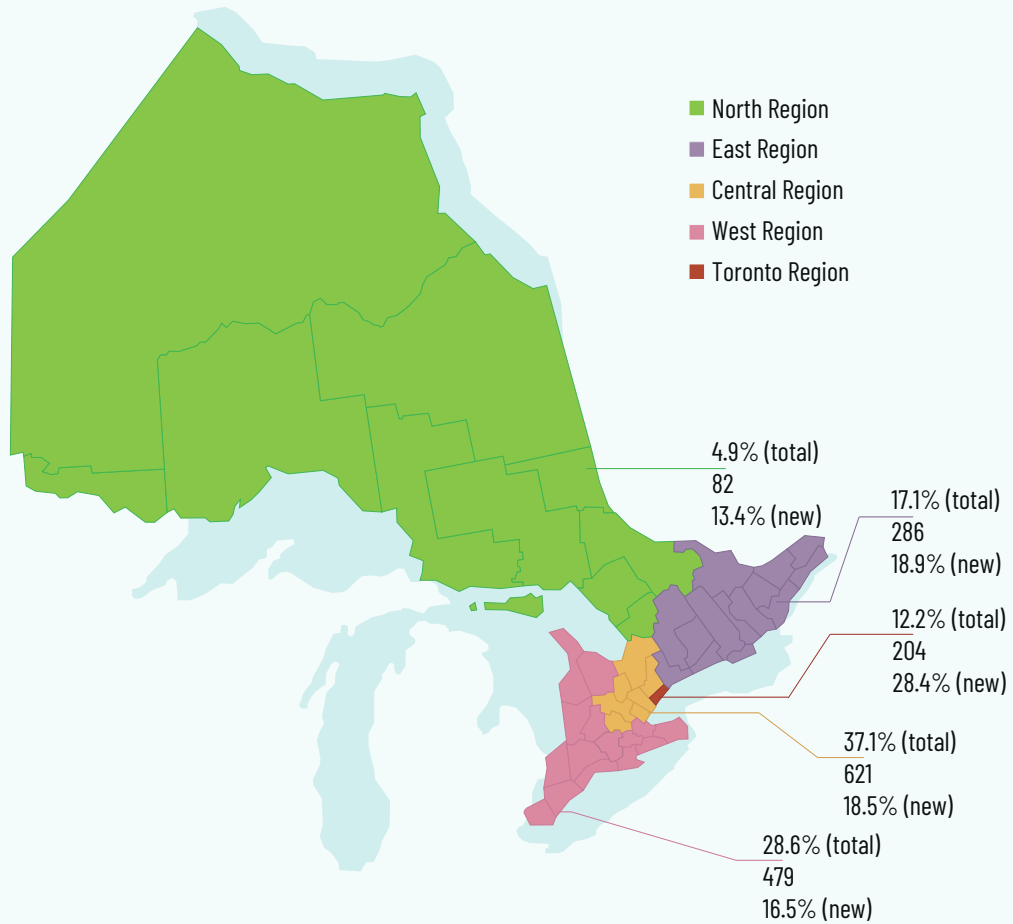 North Region
East Region
Central Region
West Region
Toronto Region
4.9% (total)
82
13.4% (new)
17.1% (total)
286
18.9% (new)
12.2% (total)
204
28.4% (new)
37.1% (total)
621
18.5% (new)
28.6% (total)
479
16.5% (new)